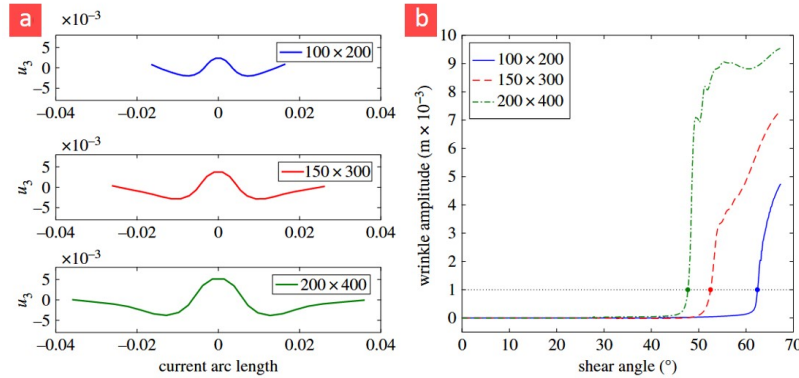 a
×10⁻³
5
0
−5
u₃
100 × 200
−0.04 −0.02 0 0.02 0.04
×10⁻³
5
0
−5
u₃
150 × 300
−0.04 −0.02 0 0.02 0.04
×10⁻³
5
0
−5
u₃
200 × 400
−0.04 −0.02 0 0.02 0.04
current arc length
b
10
9
8
7
6
5
4
3
2
1
0
wrinkle amplitude (m × 10⁻³)
100 × 200
150 × 300
200 × 400
0 10 20 30 40 50 60 70
shear angle (°)